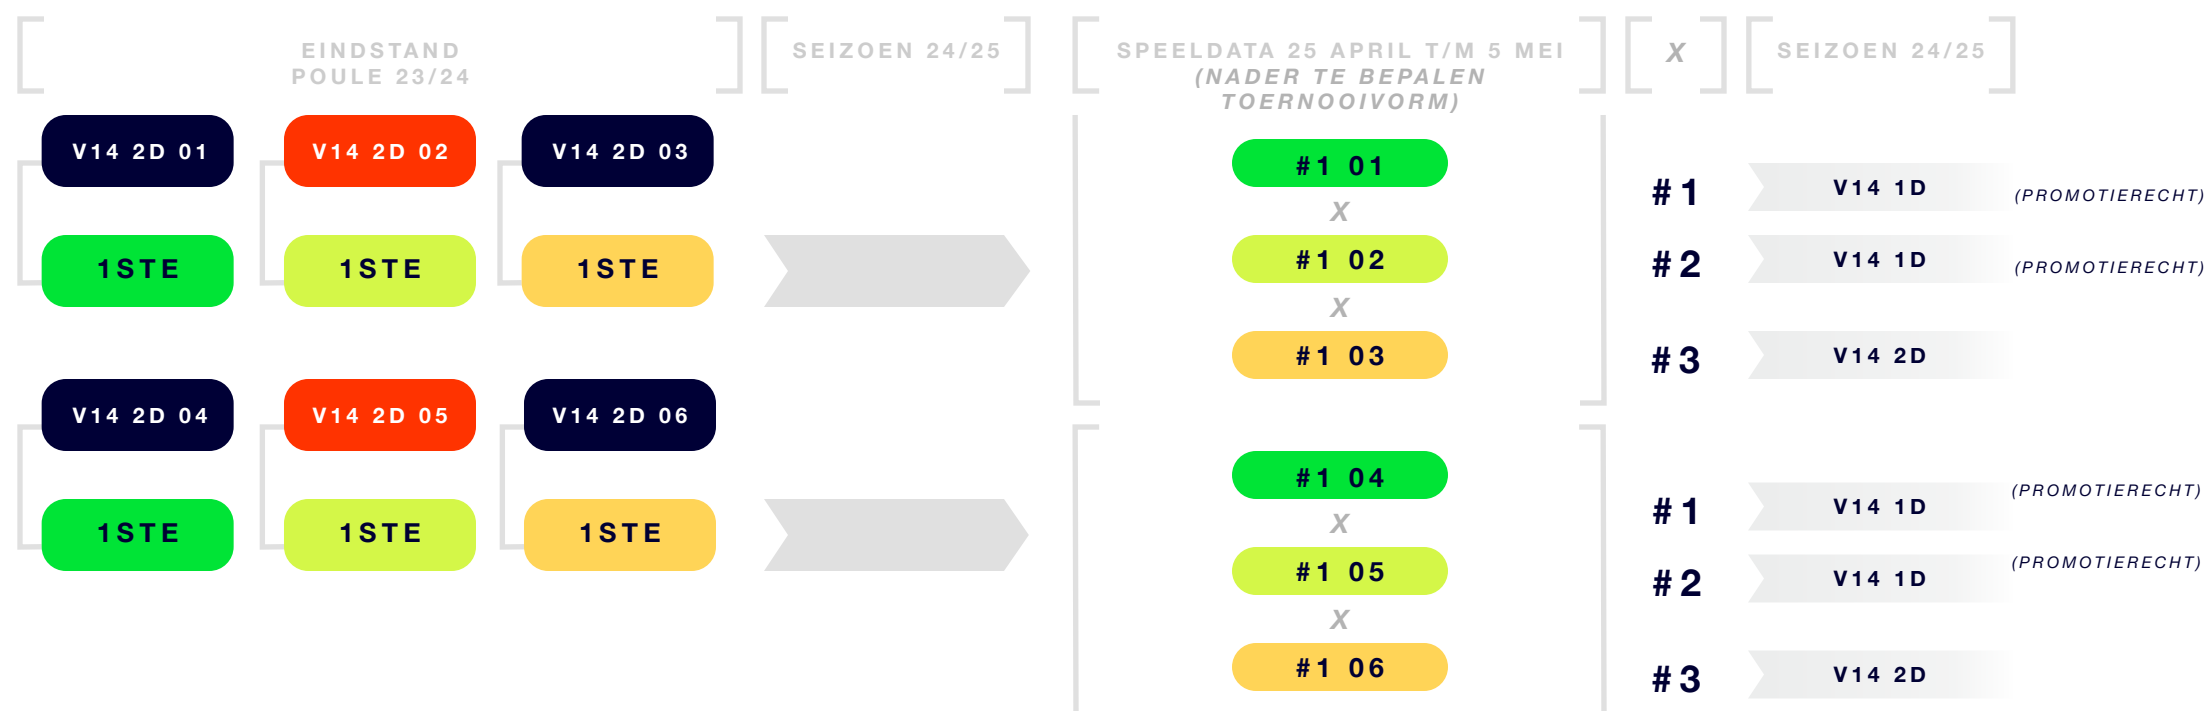 EINDSTAND
POULE 23/24
SEIZOEN 24/25
SPEELDATA 25 APRIL T/M 5 MEI
(NADER TE BEPALEN
TOERNOOIVORM)
X
SEIZOEN 24/25
V14 2D 01
V14 2D 02
V14 2D 03
1STE
1STE
1STE
#1 01
X
#1 02
X
#1 03
#1
V14 1D
(PROMOTIERECHT)
#2
V14 1D
(PROMOTIERECHT)
#3
V14 2D
V14 2D 04
V14 2D 05
V14 2D 06
1STE
1STE
1STE
#1 04
X
#1 05
X
#1 06
#1
V14 1D
(PROMOTIERECHT)
#2
V14 1D
(PROMOTIERECHT)
#3
V14 2D